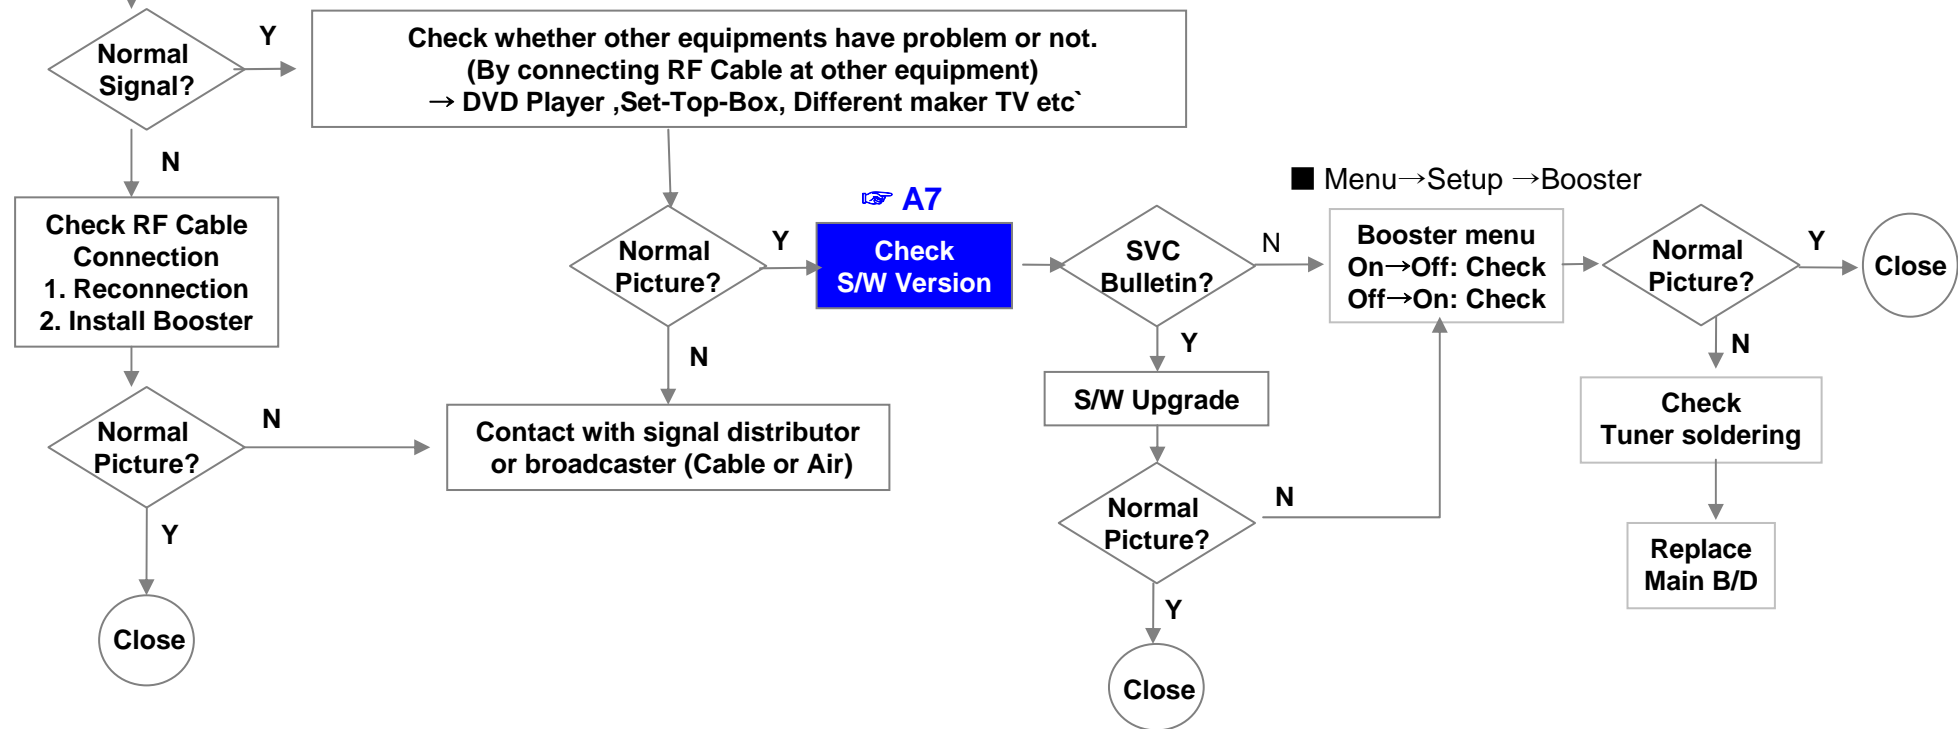 Normal
Signal?
Y
Check whether other equipments have problem or not.
(By connecting RF Cable at other equipment)
→ DVD Player ,Set-Top-Box, Different maker TV etc`
N
Check RF Cable
Connection
1. Reconnection
2. Install Booster
Normal
Picture?
N
Y
Close
Normal
Picture?
Y
N
Contact with signal distributor
or broadcaster (Cable or Air)
☞ A7
Check
S/W Version
SVC
Bulletin?
N
Y
S/W Upgrade
Normal
Picture?
N
Y
Close
■ Menu→Setup →Booster
Booster menu
On→Off: Check
Off→On: Check
Normal
Picture?
Y
Close
N
Check
Tuner soldering
Replace
Main B/D